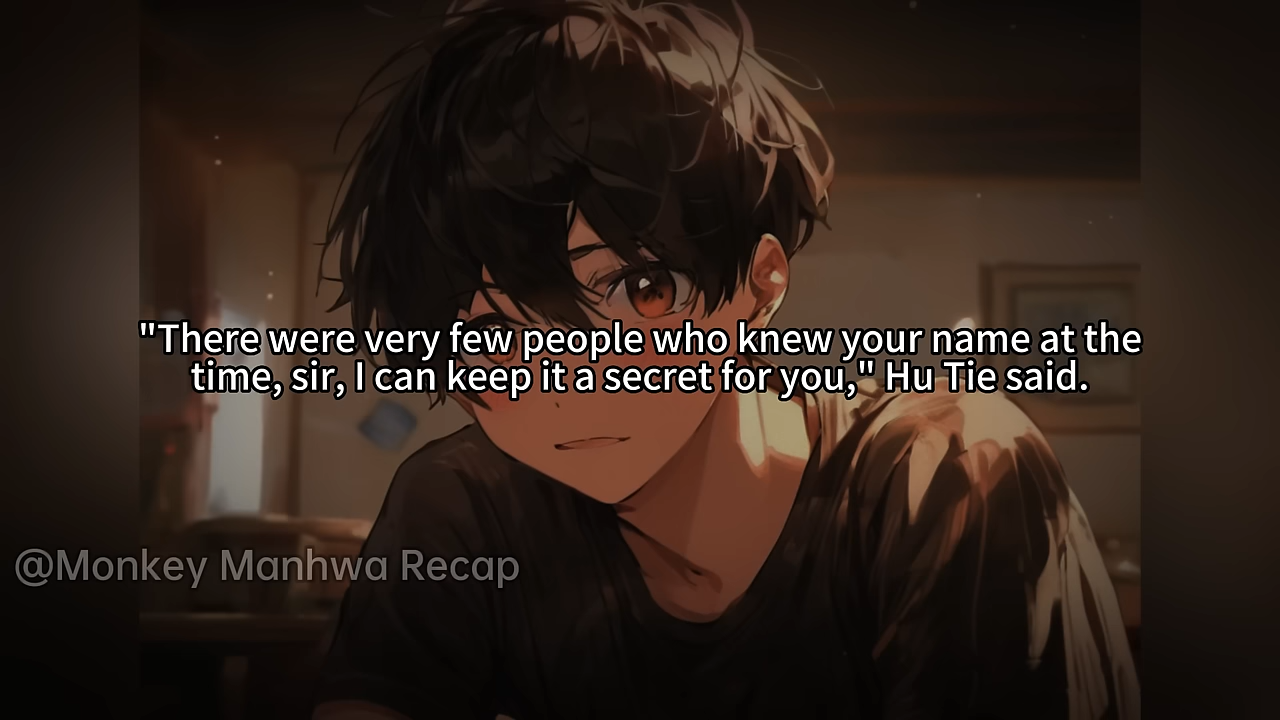 "There were very few people who knew your name at the
time, sir, I can keep it a secret for you," Hu Tie said.
@Monkey Manhwa Recap